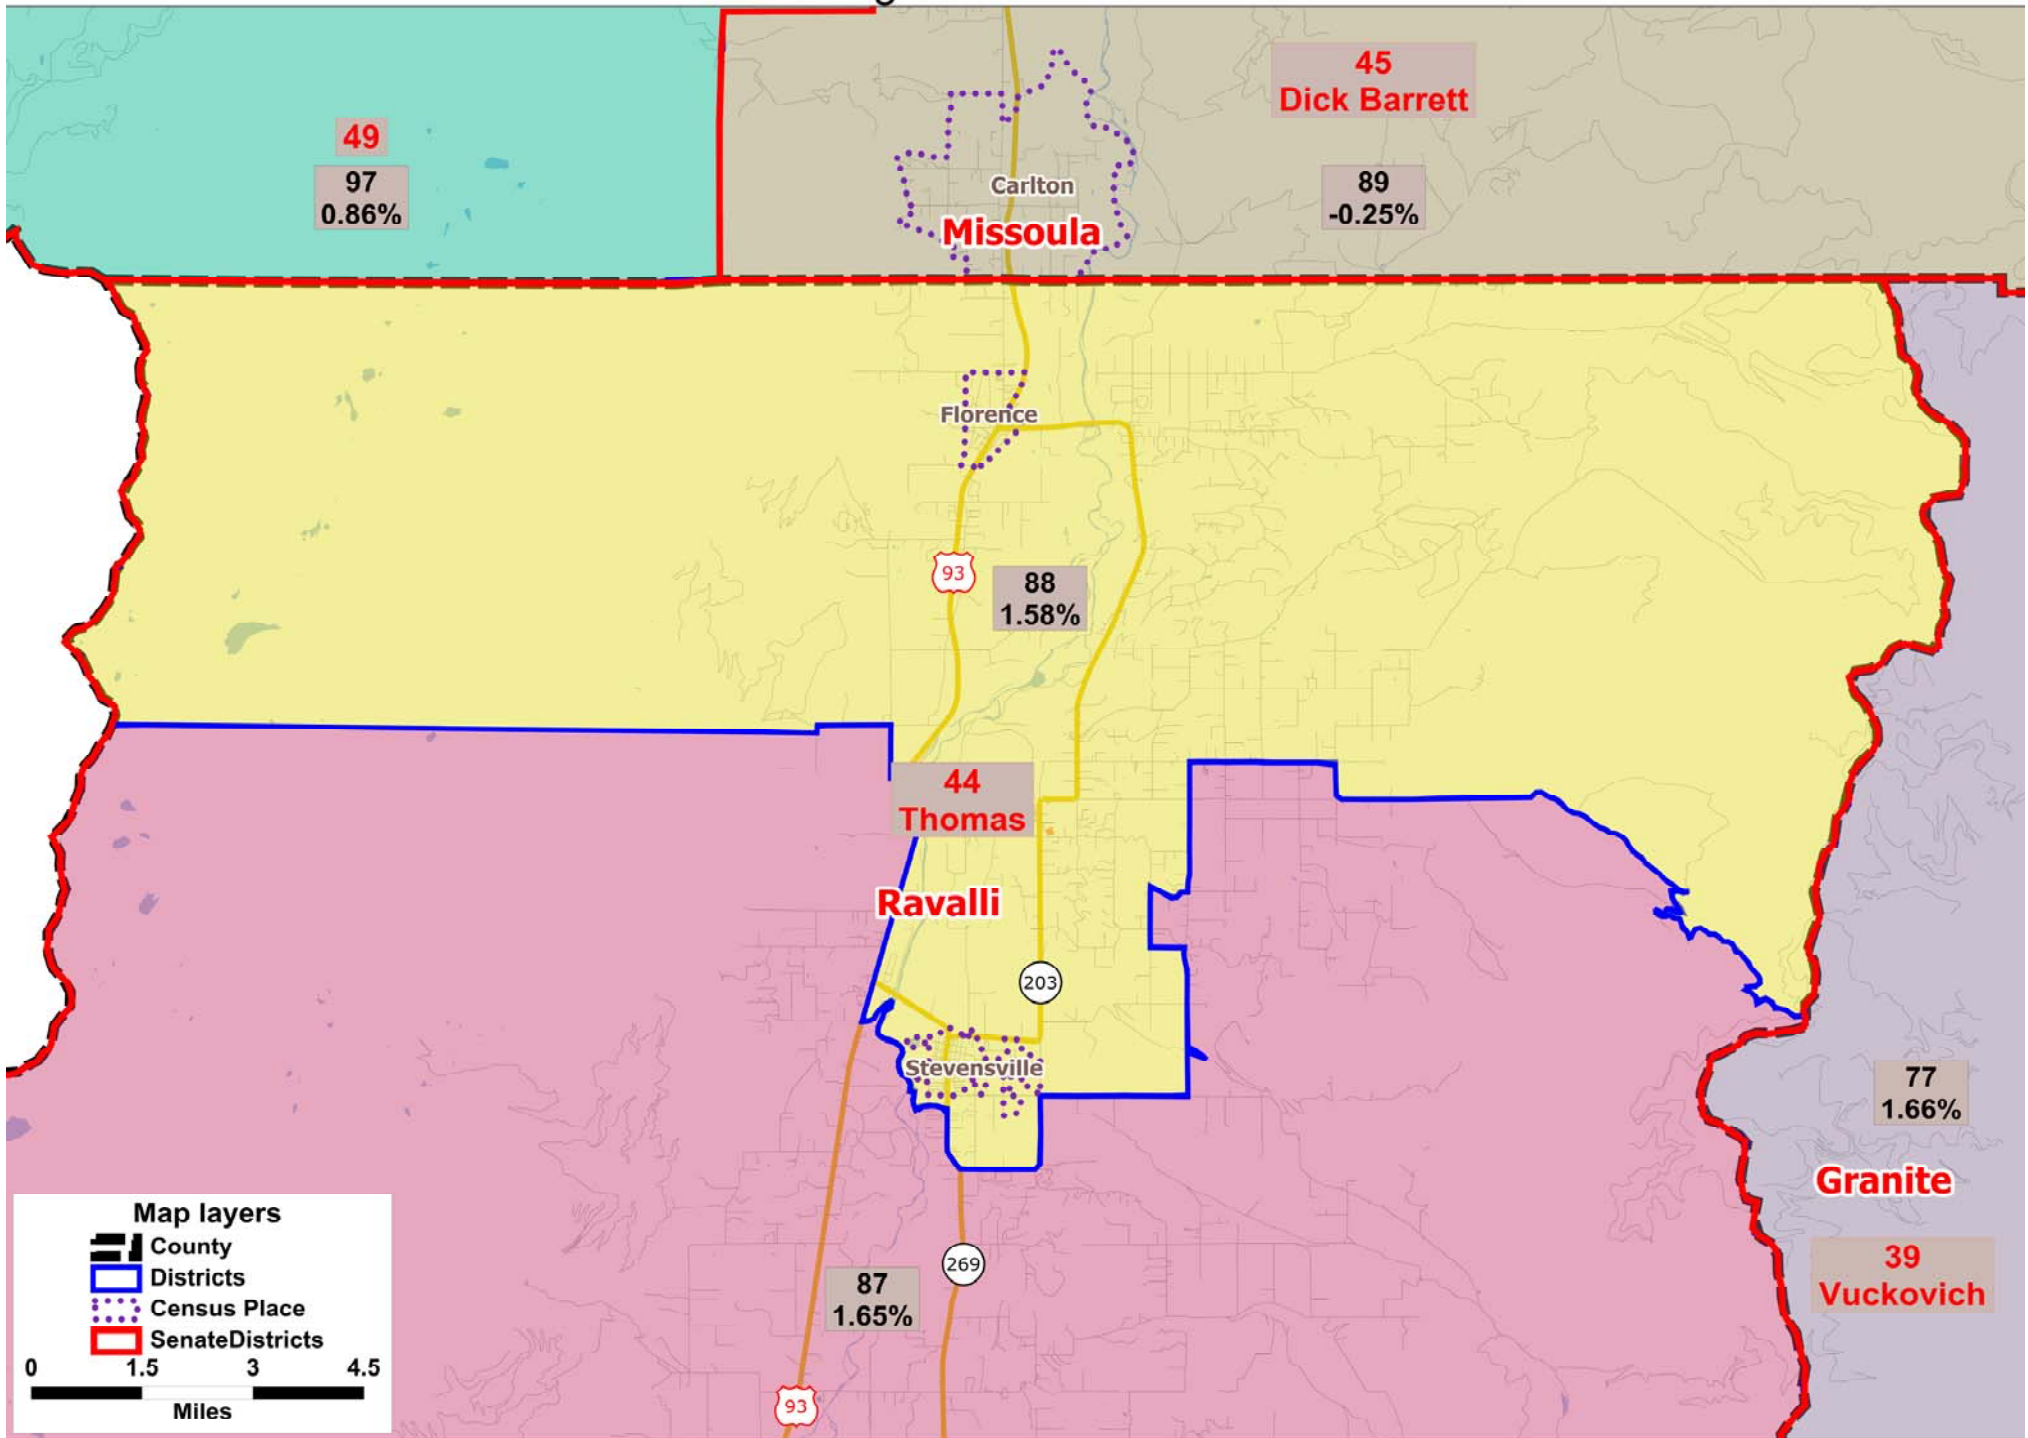 45
Dick Barrett
49
97
0.86%
89
-0.25%
Carlton
Missoula
Florence
93
88
1.58%
44
Thomas
Ravalli
203
Stevensville
77
1.66%
Granite
39
Vuckovich
269
87
1.65%
93
Map layers
County
Districts
Census Place
SenateDistricts
0 1.5 3 4.5
Miles